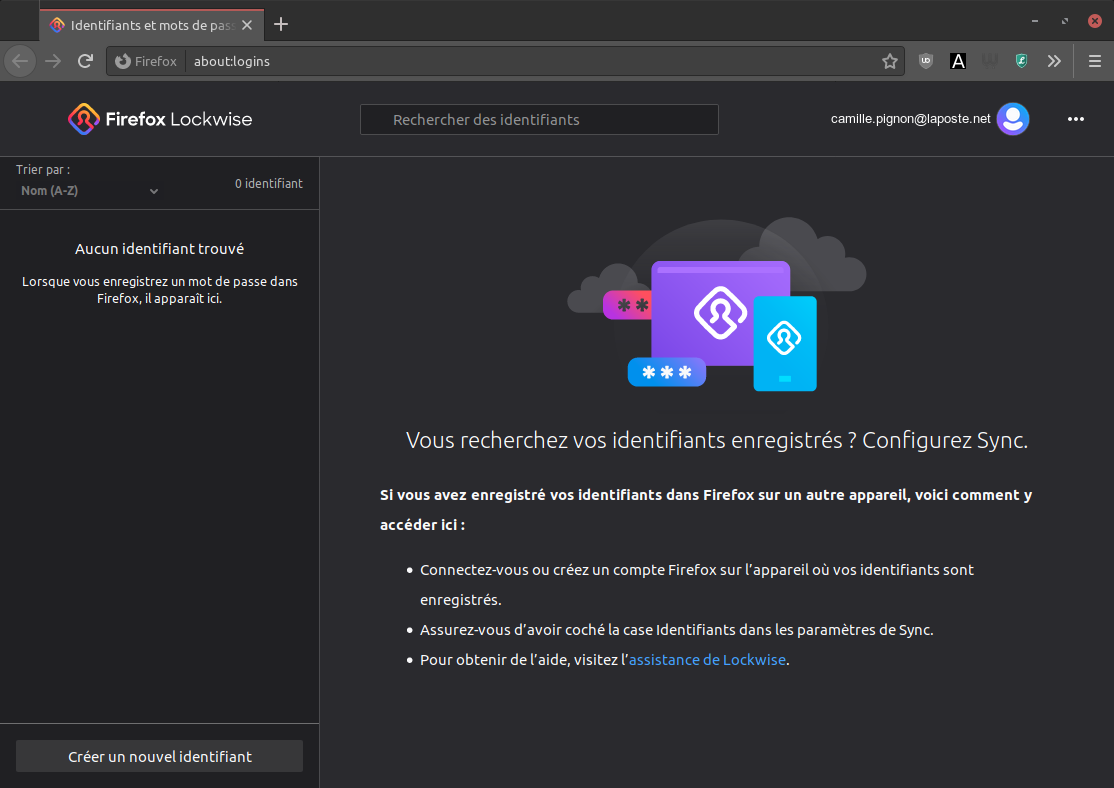 Identifiants et mots de pass
Firefox
about:logins
Firefox Lockwise
Rechercher des identifiants
camille.pignon@laposte.net
Trier par :
Nom (A-Z)
0 identifiant
Aucun identifiant trouvé
Lorsque vous enregistrez un mot de passe dans
Firefox, il apparaît ici.
Vous recherchez vos identifiants enregistrés ? Configurez Sync.
Si vous avez enregistré vos identifiants dans Firefox sur un autre appareil, voici comment y
accéder ici :
• Connectez-vous ou créez un compte Firefox sur l’appareil où vos identifiants sont
enregistrés.
• Assurez-vous d’avoir coché la case Identifiants dans les paramètres de Sync.
• Pour obtenir de l’aide, visitez l’assistance de Lockwise.
Créer un nouvel identifiant